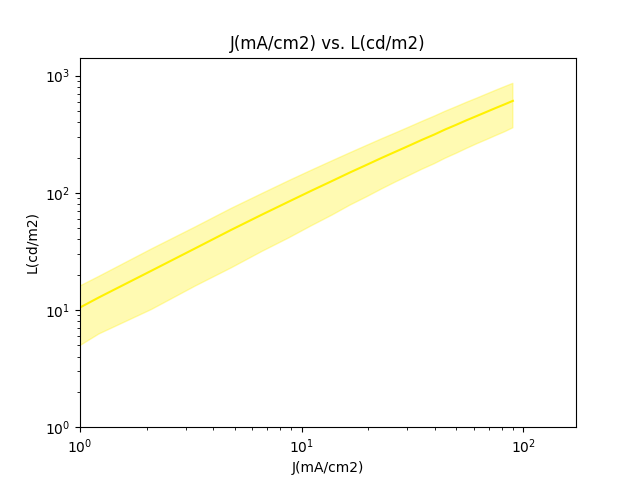 J(mA/cm2) vs. L(cd/m2)
10³
10²
10¹
10⁰
L(cd/m2)
10⁰ 10¹ 10²
J(mA/cm2)